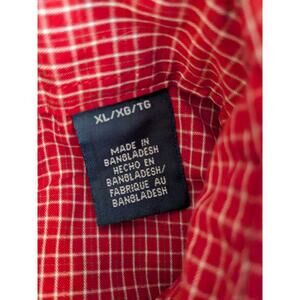 XL/XG/TG
MADE IN
BANGLADESH
HECHO EN
BANGLADESH/
FABRIQUE AU
BANGLADESH